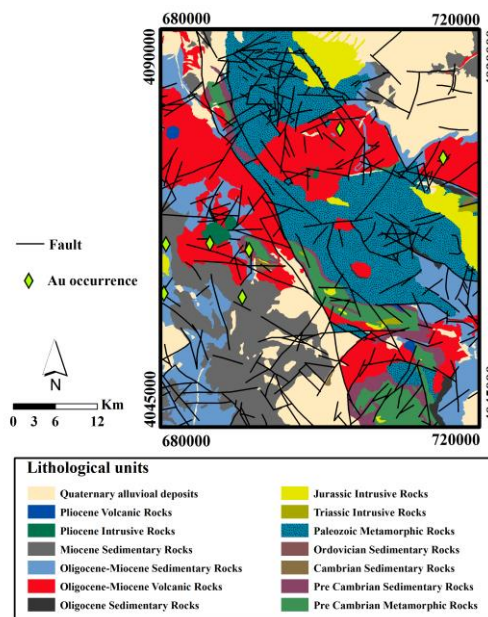 680000 720000
4090000
Fault
Au occurrence
N
Km
0 3 6 12
4045000
680000 720000
Lithological units
Quaternary alluvioal deposits
Pliocene Volcanic Rocks
Pliocene Intrusive Rocks
Miocene Sedimentary Rocks
Oligocene-Miocene Sedimentary Rocks
Oligocene-Miocene Volcanic Rocks
Oligocene Sedimentary Rocks
Jurassic Intrusive Rocks
Triassic Intrusive Rocks
Paleozoic Metamorphic Rocks
Ordovician Sedimentary Rocks
Cambrian Sedimentary Rocks
Pre Cambrian Sedimentary Rocks
Pre Cambrian Metamorphic Rocks